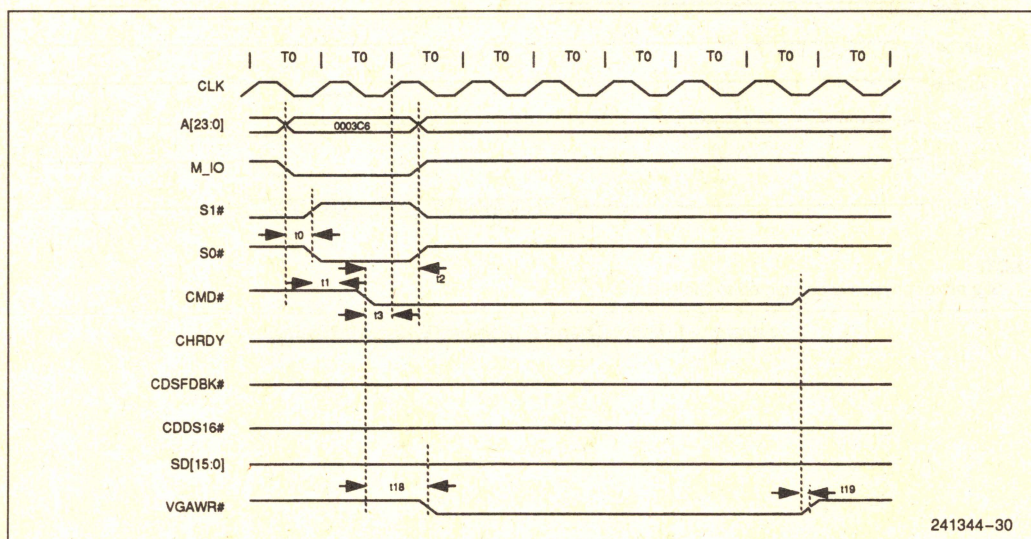 | T0 | T0 | T0 | T0 | T0 | T0 | T0 | T0 | T0 |
CLK
A[23:0] 0003C6
M_IO
S1#
t0
S0#
t2
t1
CMD#
t3
CHRDY
CDSFDBK#
CDDS16#
SD[15:0]
t18 t19
VGAWR#
241344–30